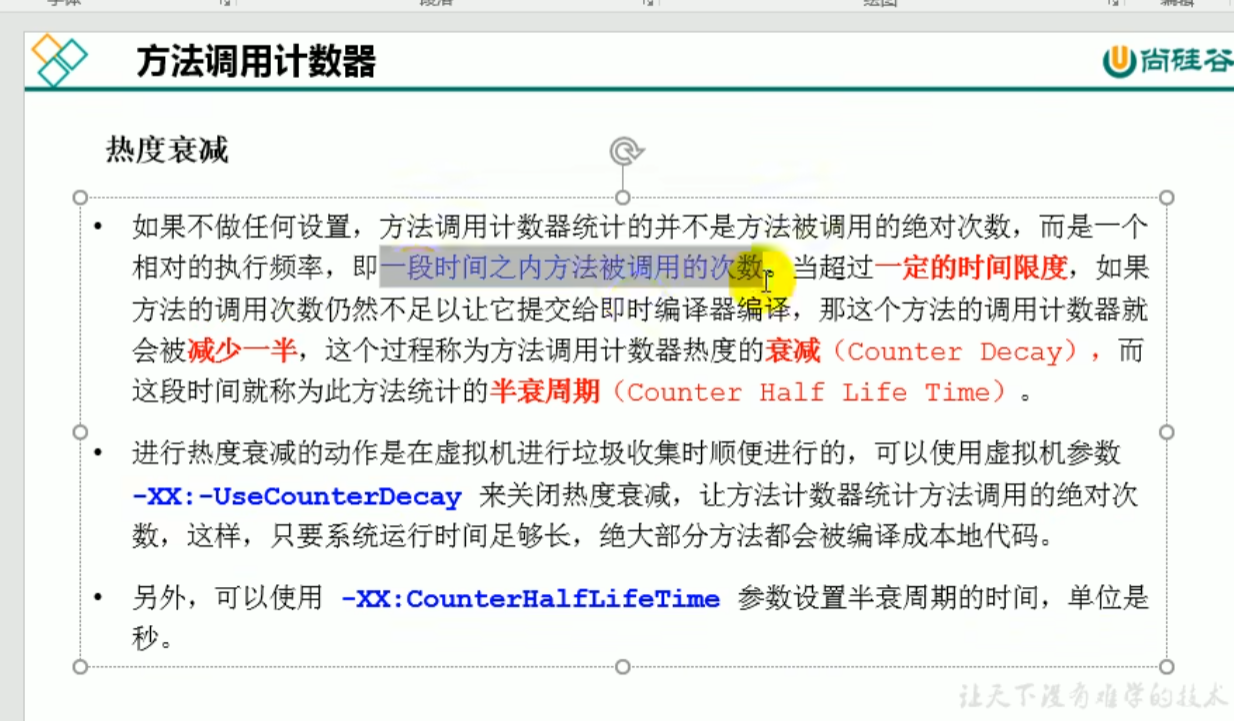 字体
段落
绘图
编辑
方法调用计数器
尚硅谷
热度衰减
• 如果不做任何设置，方法调用计数器统计的并不是方法被调用的绝对次数，而是一个
相对的执行频率，即一段时间之内方法被调用的次数。当超过一定的时间限度，如果
方法的调用次数仍然不足以让它提交给即时编译器编译，那这个方法的调用计数器就
会被减少一半，这个过程称为方法调用计数器热度的衰减（Counter Decay），而
这段时间就称为此方法统计的半衰周期（Counter Half Life Time）。
• 进行热度衰减的动作是在虚拟机进行垃圾收集时顺便进行的，可以使用虚拟机参数
-XX:-UseCounterDecay 来关闭热度衰减，让方法计数器统计方法调用的绝对次
数，这样，只要系统运行时间足够长，绝大部分方法都会被编译成本地代码。
• 另外，可以使用 -XX:CounterHalfLifeTime 参数设置半衰周期的时间，单位是
秒。
让天下没有难学的技术